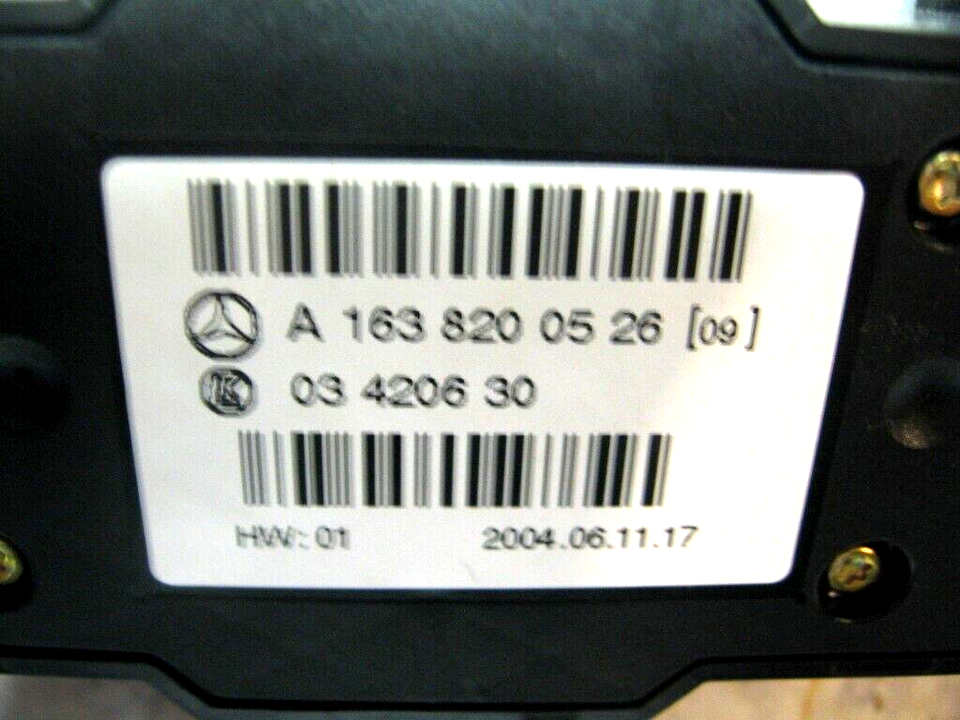 A 163 820 05 26 [09]
K 03 4206 30
HW: 01 2004.06.11.17